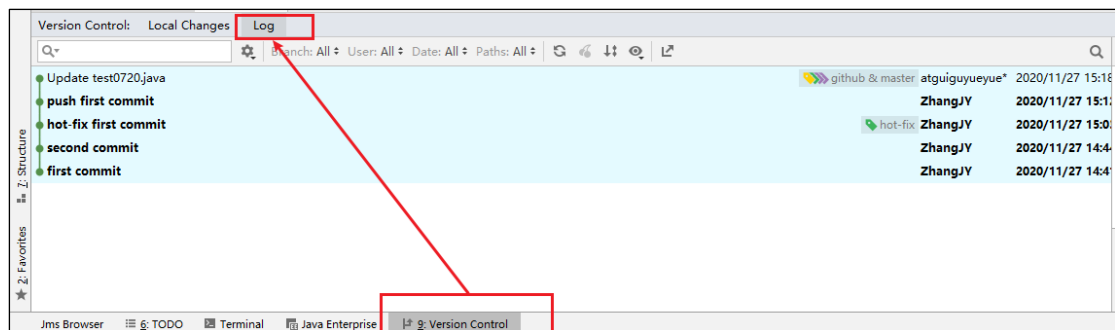 Version Control: Local Changes Log
Branch: All User: All Date: All Paths: All
Update test0720.java github & master atguiguyueyue* 2020/11/27 15:18
push first commit ZhangJY 2020/11/27 15:1
hot-fix first commit hot-fix ZhangJY 2020/11/27 15:0
second commit ZhangJY 2020/11/27 14:4
first commit ZhangJY 2020/11/27 14:4
7: Structure
2: Favorites
Jms Browser 6: TODO Terminal Java Enterprise 9: Version Control